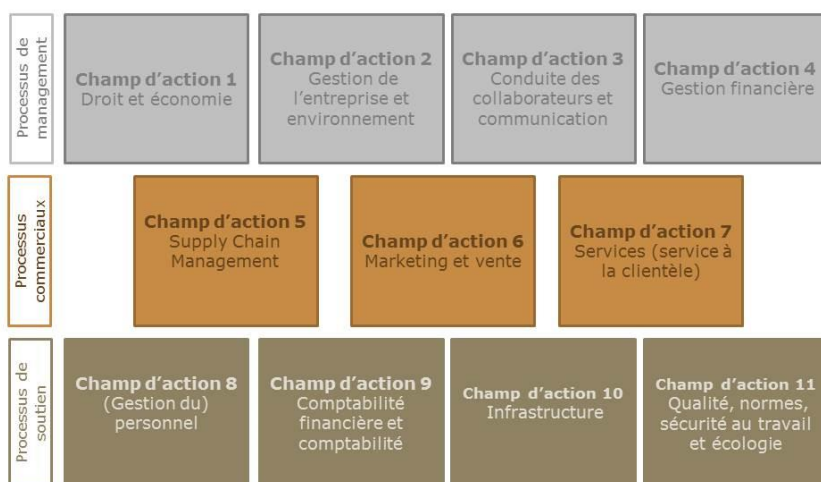 Processus de
management
Champ d'action 1
Droit et économie
Champ d'action 2
Gestion de
l'entreprise et
environnement
Champ d'action 3
Conduite des
collaborateurs et
communication
Champ d'action 4
Gestion financière
Processus
commerciaux
Champ d'action 5
Supply Chain
Management
Champ d'action 6
Marketing et vente
Champ d'action 7
Services (service à
la clientèle)
Processus de
soutien
Champ d'action 8
(Gestion du)
personnel
Champ d'action 9
Comptabilité
financière et
comptabilité
Champ d'action 10
Infrastructure
Champ d'action 11
Qualité, normes,
sécurité au travail
et écologie